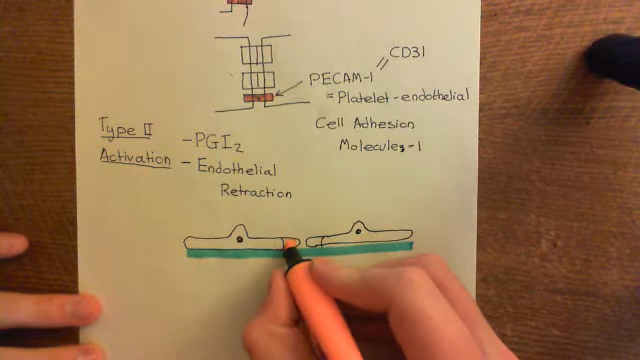 CD31
PECAM-1
= Platelet-endothelial
Cell Adhesion
Molecules-1
Type II
Activation
- PGI2
- Endothelial
Retraction